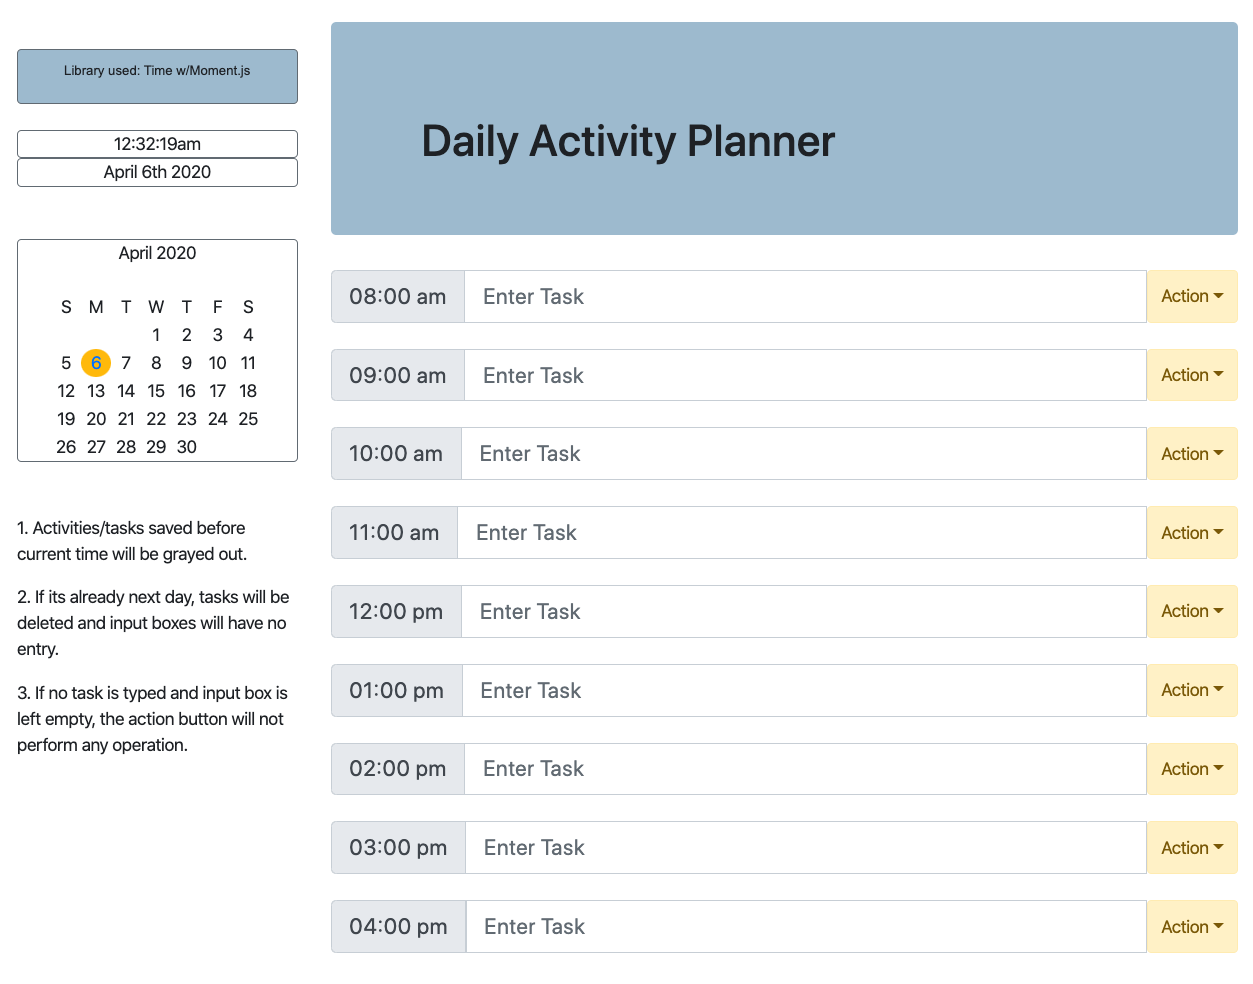 Library used: Time w/Moment.js
12:32:19am
April 6th 2020
April 2020
S M T W T F S
1 2 3 4
5 6 7 8 9 10 11
12 13 14 15 16 17 18
19 20 21 22 23 24 25
26 27 28 29 30
1. Activities/tasks saved before
current time will be grayed out.
2. If its already next day, tasks will be
deleted and input boxes will have no
entry.
3. If no task is typed and input box is
left empty, the action button will not
perform any operation.
Daily Activity Planner
08:00 am Enter Task Action
09:00 am Enter Task Action
10:00 am Enter Task Action
11:00 am Enter Task Action
12:00 pm Enter Task Action
01:00 pm Enter Task Action
02:00 pm Enter Task Action
03:00 pm Enter Task Action
04:00 pm Enter Task Action